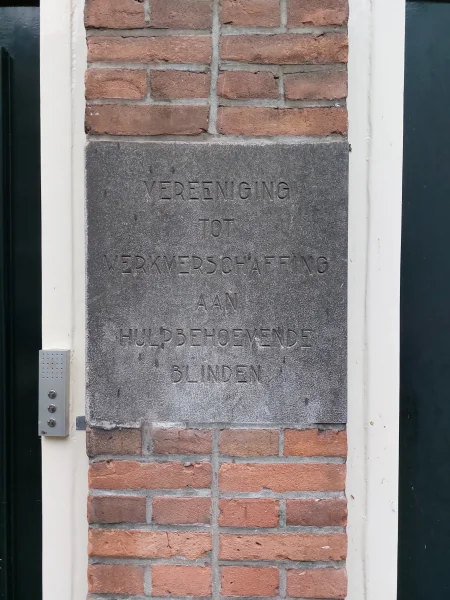 VEREENIGING
TOT
WERKVERSCHAFFING
AAN
HULPBEHOEVENDE
BLINDEN